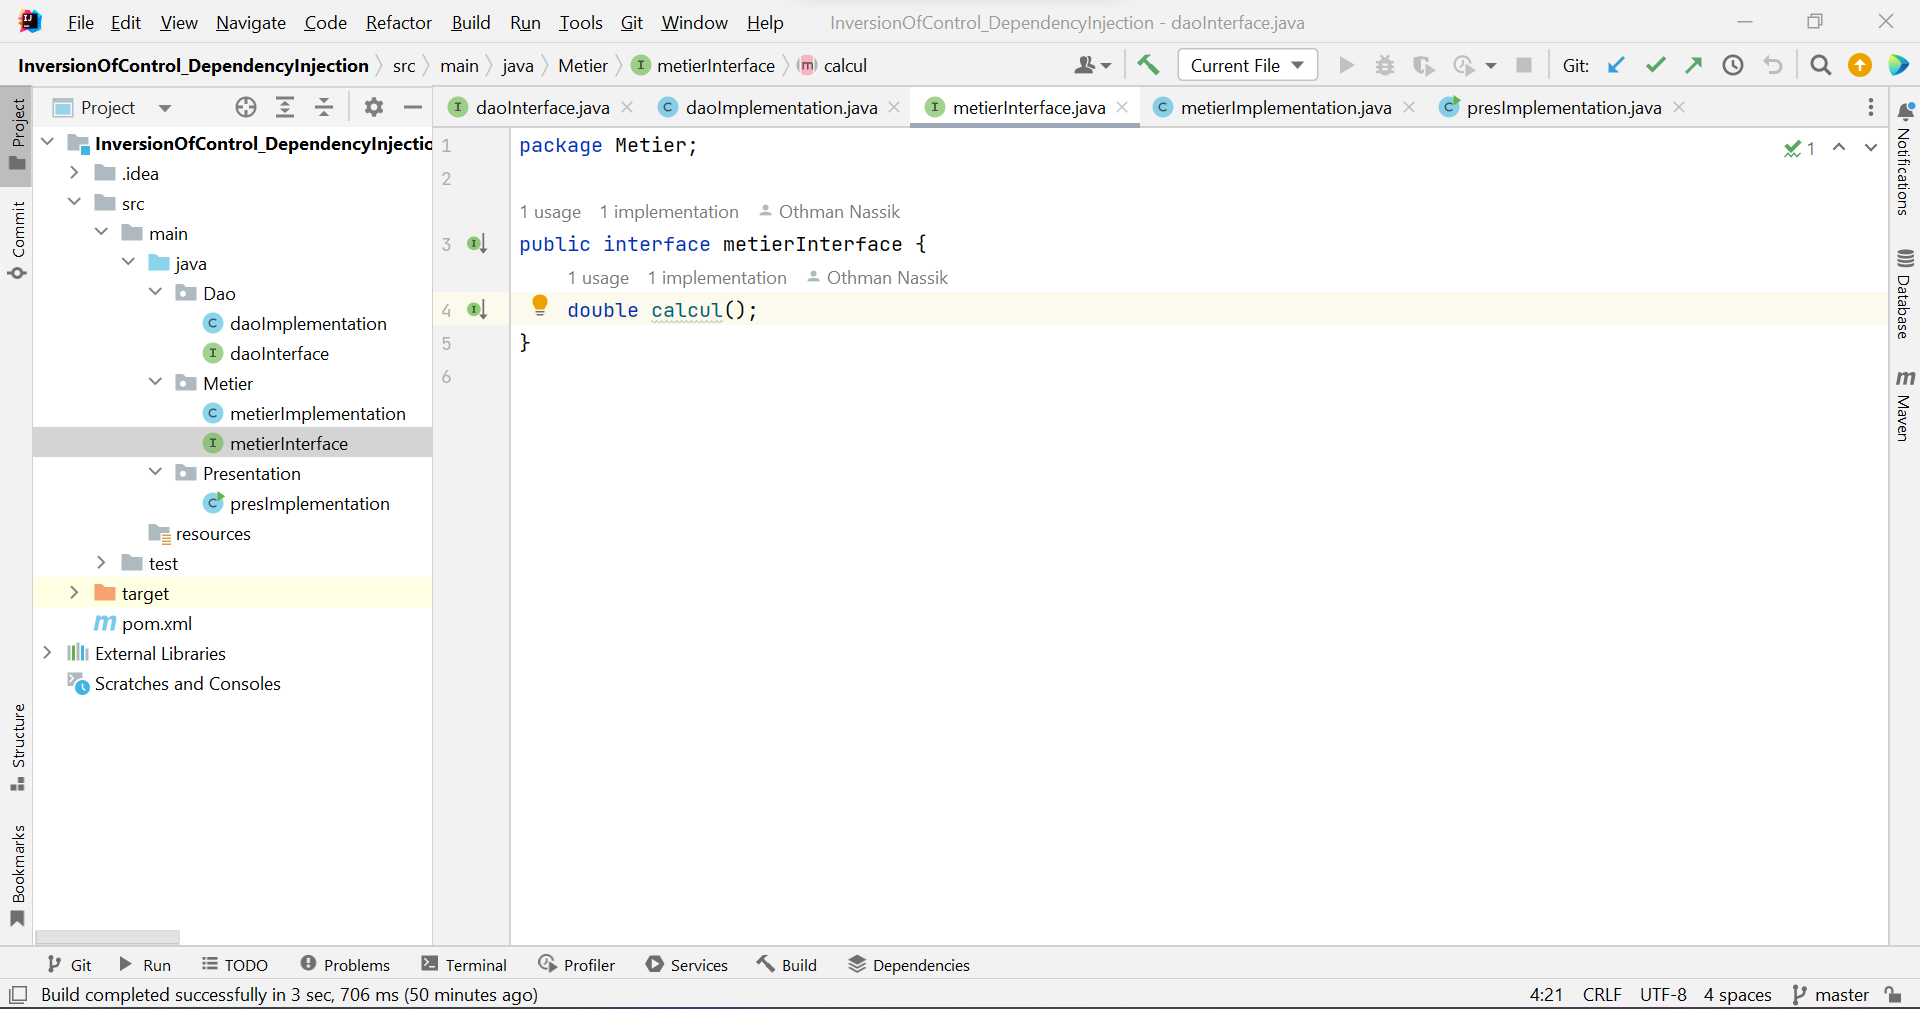 File Edit View Navigate Code Refactor Build Run Tools Git Window Help InversionOfControl_DependencyInjection - daoInterface.java
InversionOfControl_DependencyInjection src main java Metier metierInterface calcul Current File Git:
Project
daoInterface.java daoImplementation.java metierInterface.java metierImplementation.java presImplementation.java
Project
Commit
Structure
Bookmarks
InversionOfControl_DependencyInjectio
.idea
src
main
java
Dao
daoImplementation
daoInterface
Metier
metierImplementation
metierInterface
Presentation
presImplementation
resources
test
target
pom.xml
External Libraries
Scratches and Consoles
1 package Metier;
2
1 usage 1 implementation Othman Nassik
3 public interface metierInterface {
1 usage 1 implementation Othman Nassik
4 double calcul();
5 }
6
1
Notifications
Database
Maven
Git Run TODO Problems Terminal Profiler Services Build Dependencies
Build completed successfully in 3 sec, 706 ms (50 minutes ago) 4:21 CRLF UTF-8 4 spaces master